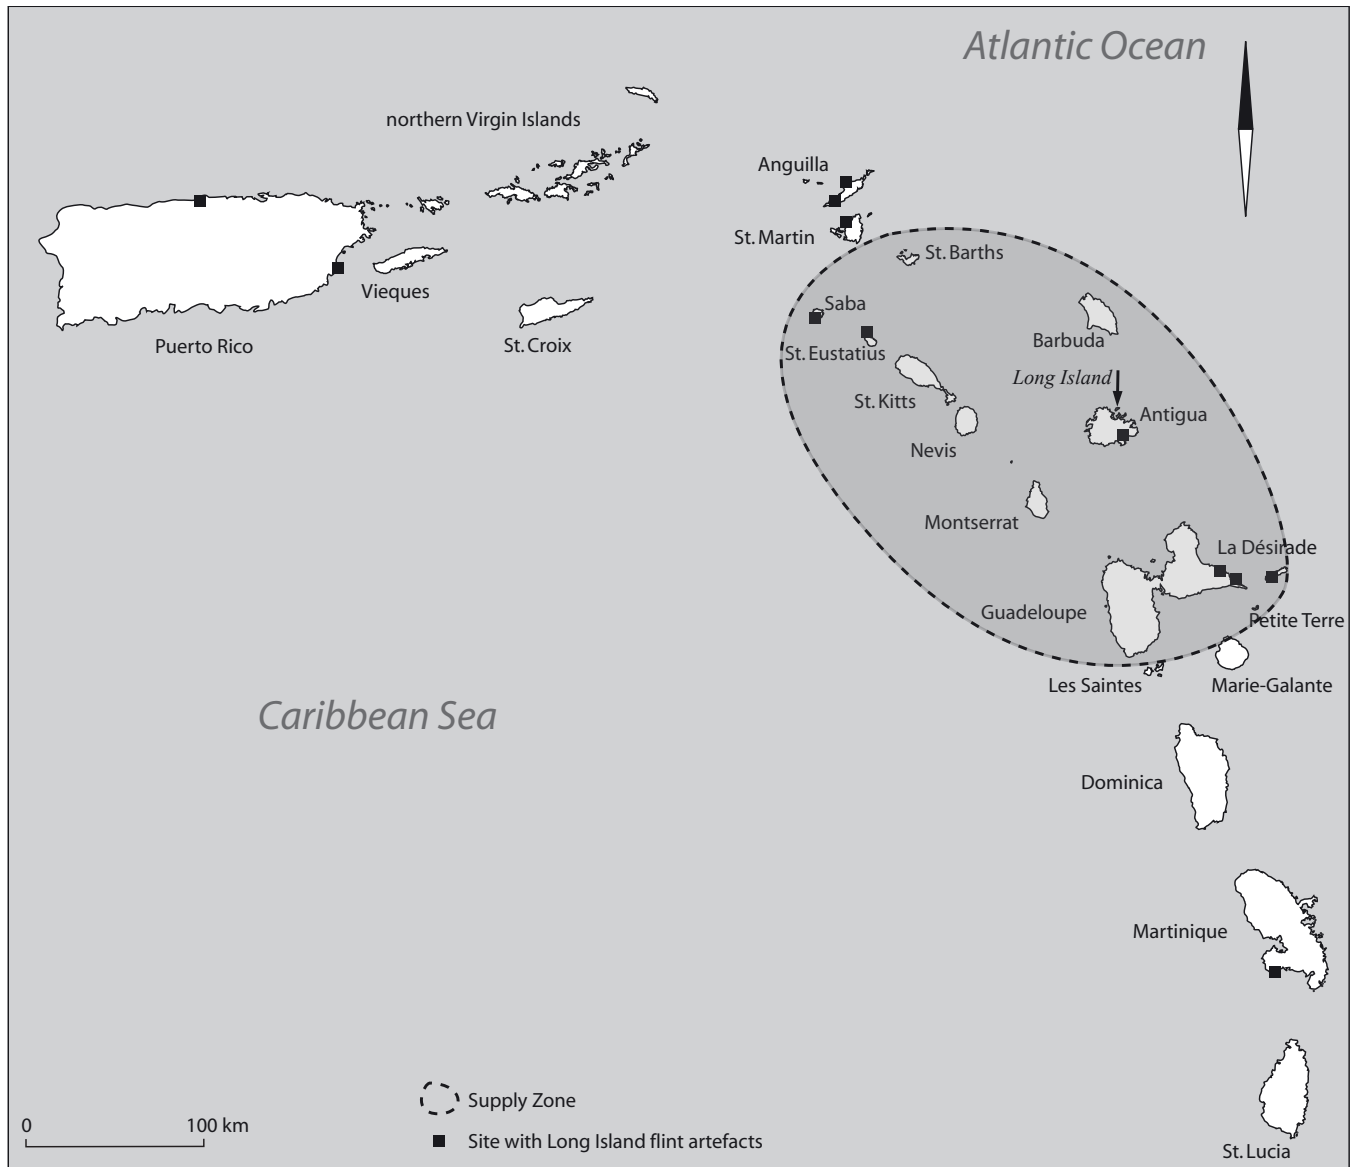 Atlantic Ocean
northern Virgin Islands
Anguilla
St. Martin
St. Barths
Vieques
Saba
Puerto Rico
St. Croix
St. Eustatius
Barbuda
Long Island
St. Kitts
Antigua
Nevis
Montserrat
La Désirade
Guadeloupe
Petite Terre
Les Saintes
Marie-Galante
Caribbean Sea
Dominica
Martinique
Supply Zone
0 100 km
Site with Long Island flint artefacts
St. Lucia